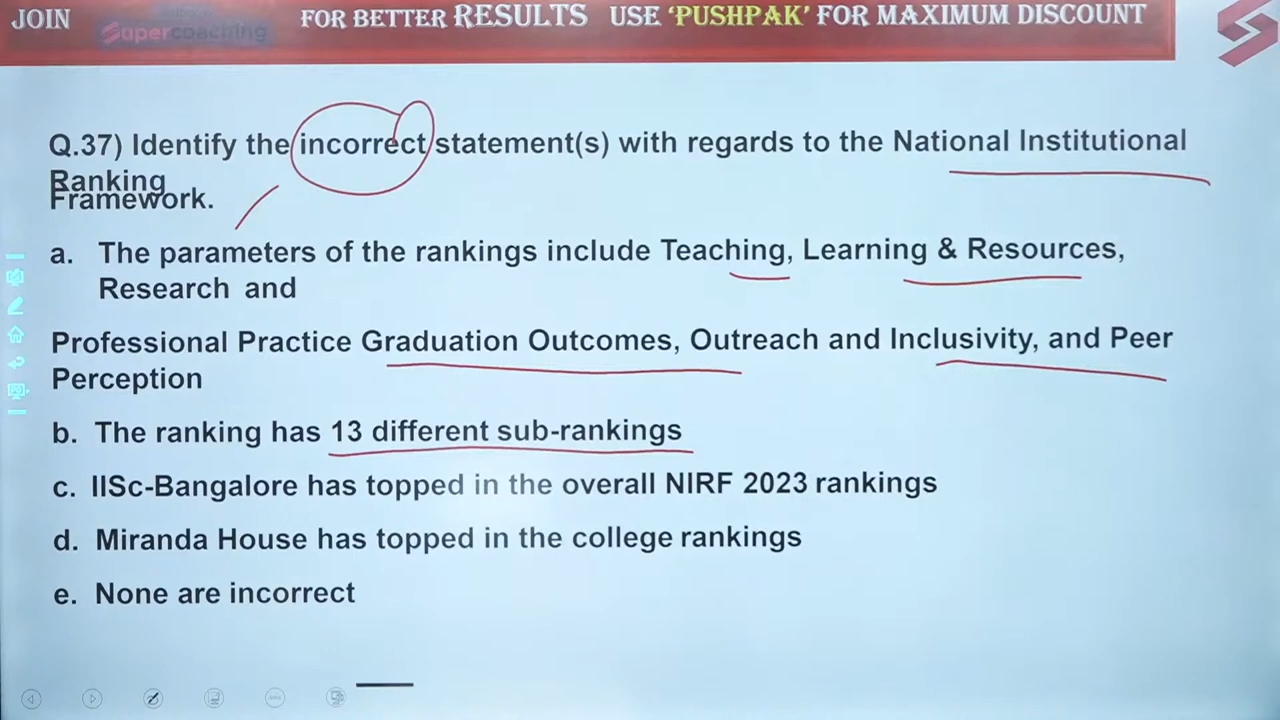 JOIN
Supercoaching
FOR BETTER RESULTS USE ‘PUSHPAK’ FOR MAXIMUM DISCOUNT
Q.37) Identify the incorrect statement(s) with regards to the National Institutional
Ranking
Framework.
a. The parameters of the rankings include Teaching, Learning & Resources,
Research and
Professional Practice Graduation Outcomes, Outreach and Inclusivity, and Peer
Perception
b. The ranking has 13 different sub-rankings
c. IISc-Bangalore has topped in the overall NIRF 2023 rankings
d. Miranda House has topped in the college rankings
e. None are incorrect